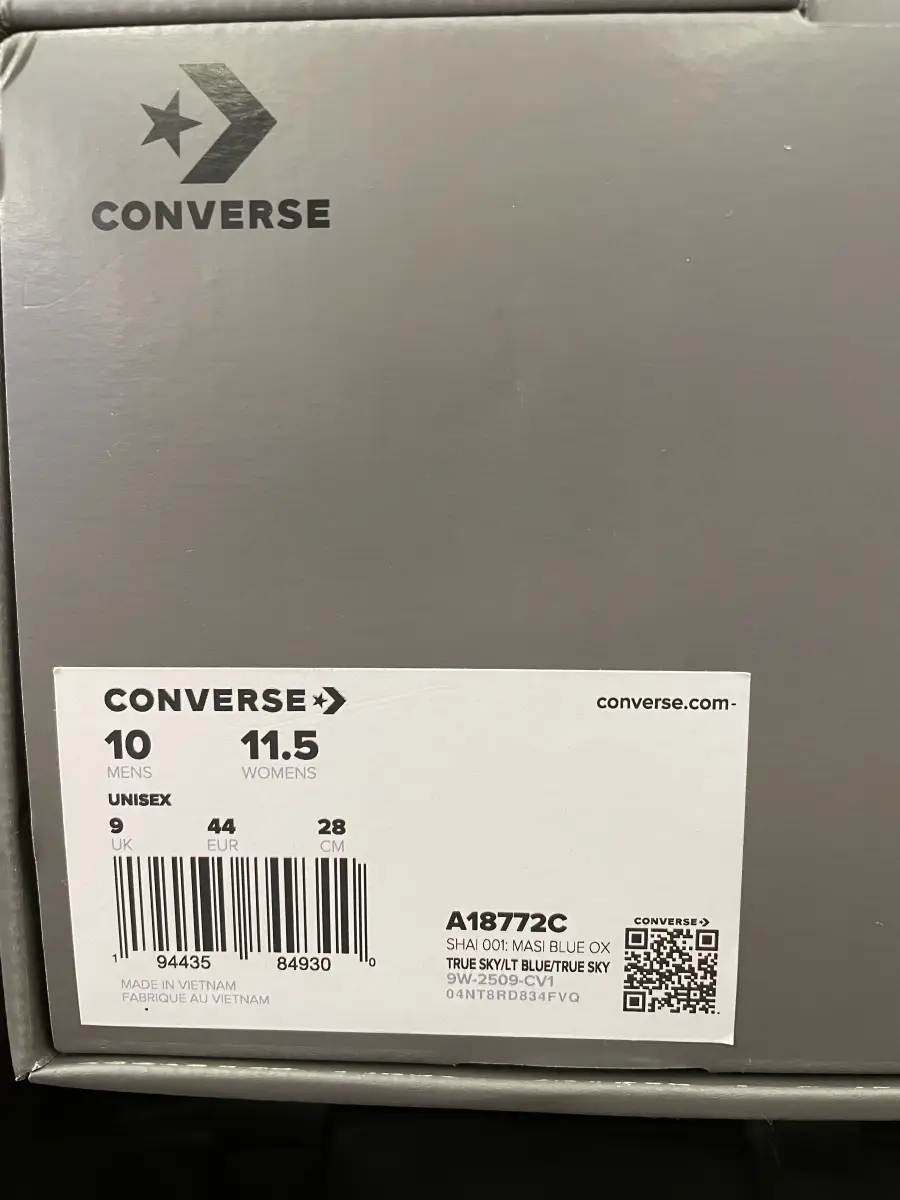 CONVERSE
CONVERSE
converse.com-
10 11.5
MENS WOMENS
UNISEX
9 44 28
UK EUR CM
1 94435 84930 0
MADE IN VIETNAM
FABRIQUE AU VIETNAM
A18772C
SHAI 001: MASI BLUE OX
TRUE SKY/LT BLUE/TRUE SKY
9W-2509-CV1
04NT8RD834FVQ
CONVERSE